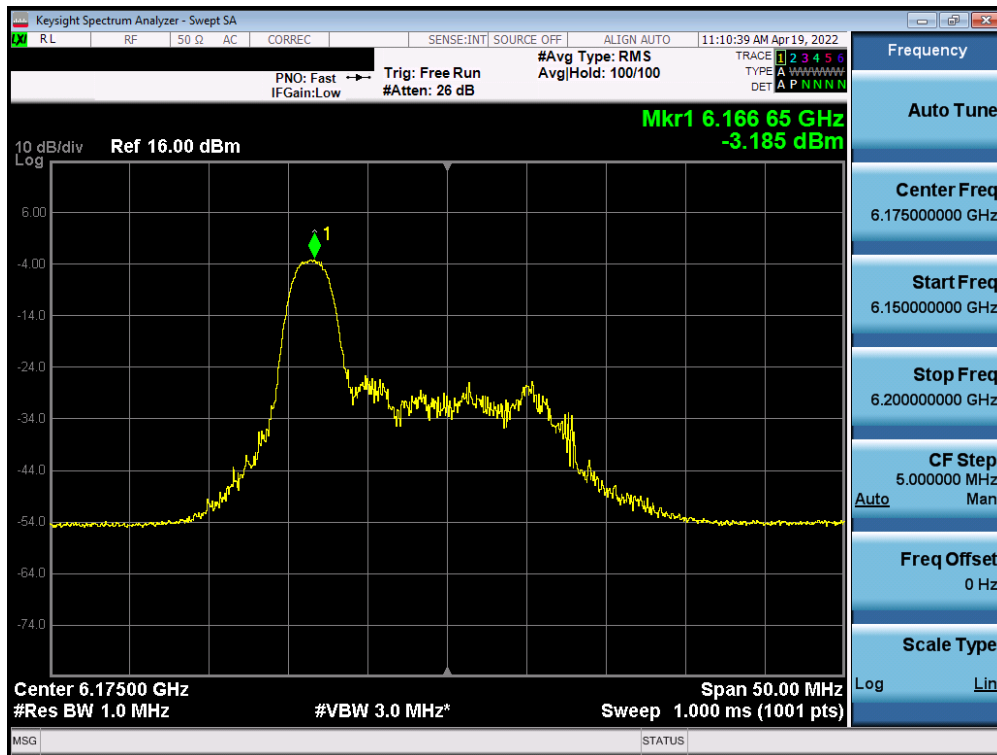 Keysight Spectrum Analyzer - Swept SA
LXI RL RF 50 Ω AC CORREC SENSE:INT SOURCE OFF ALIGN AUTO 11:10:39 AM Apr 19, 2022
PNO: Fast
IFGain:Low
Trig: Free Run
#Atten: 26 dB
#Avg Type: RMS
Avg|Hold: 100/100
TRACE 1 2 3 4 5 6
TYPE A WWWWW
DET A P N N N N
Mkr1 6.166 65 GHz
-3.185 dBm
10 dB/div Ref 16.00 dBm
Log
6.00
1
-4.00
-14.0
-24.0
-34.0
-44.0
-54.0
-64.0
-74.0
Center 6.17500 GHz Span 50.00 MHz
#Res BW 1.0 MHz #VBW 3.0 MHz* Sweep 1.000 ms (1001 pts)
MSG STATUS
Frequency
Auto Tune
Center Freq
6.175000000 GHz
Start Freq
6.150000000 GHz
Stop Freq
6.200000000 GHz
CF Step
5.000000 MHz
Auto Man
Freq Offset
0 Hz
Scale Type
Log Lin